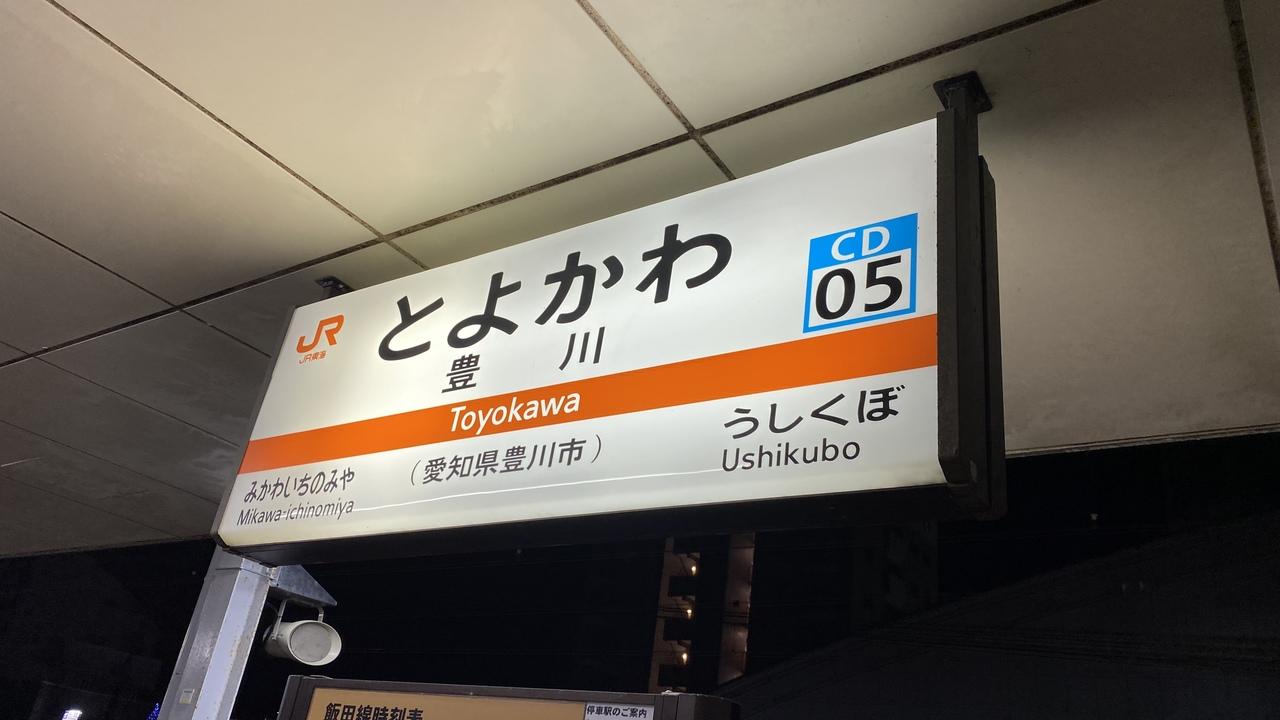 JR
JR東海
とよかわ
豊川
CD
05
Toyokawa
みかわいちのみや
Mikawa-ichinomiya
(愛知県豊川市)
うしくぼ
Ushikubo
飯田線時刻表
停車駅のご案内